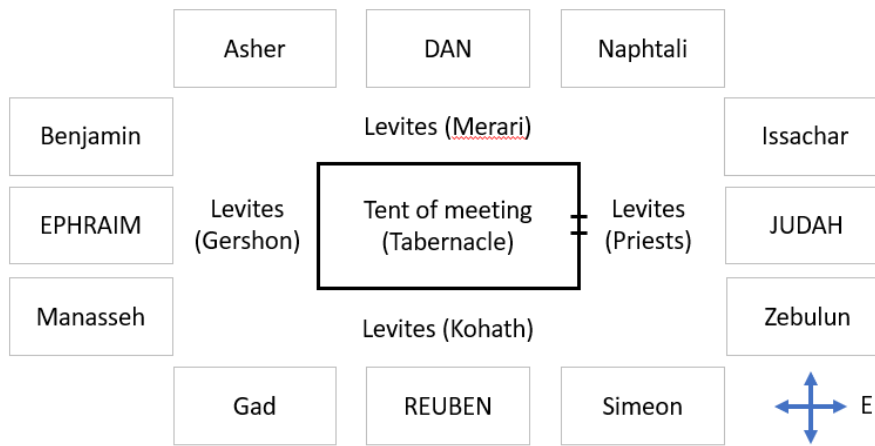 Asher
DAN
Naphtali
Benjamin
Levites (Merari)
Issachar
EPHRAIM
Levites
(Gershon)
Tent of meeting
(Tabernacle)
Levites
(Priests)
JUDAH
Manasseh
Levites (Kohath)
Zebulun
Gad
REUBEN
Simeon
E